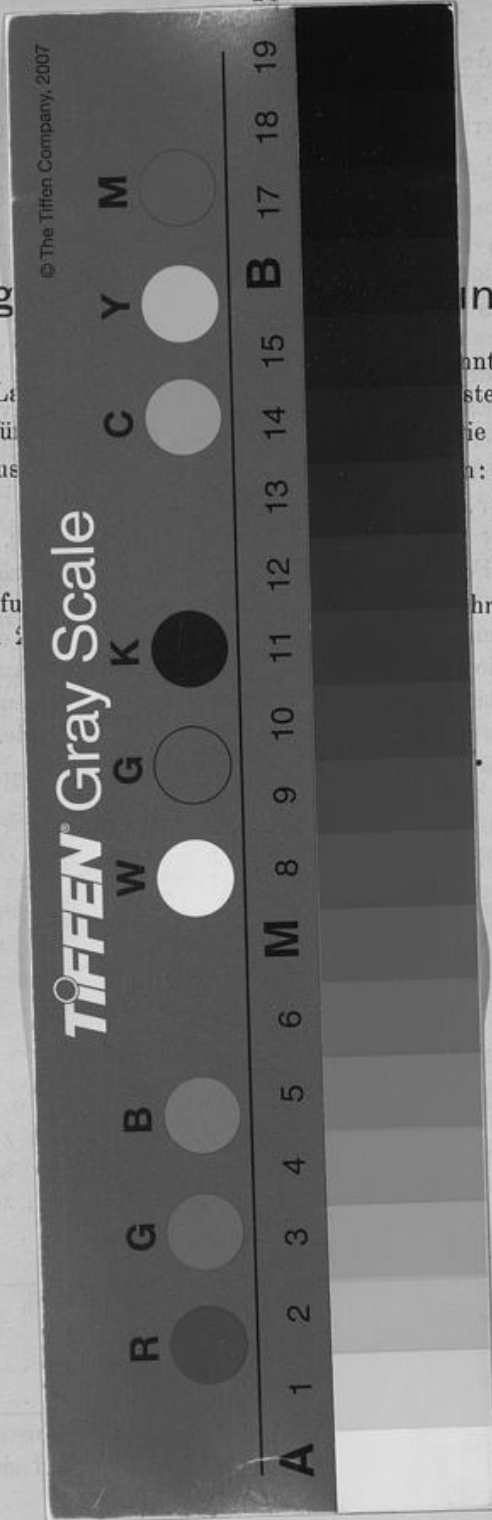 © The Tiffen Company, 2007
TIFFEN® Gray Scale
R G B W G K C Y M
A 1 2 3 4 5 6 M 8 9 10 11 12 13 14 15 B 17 18 19